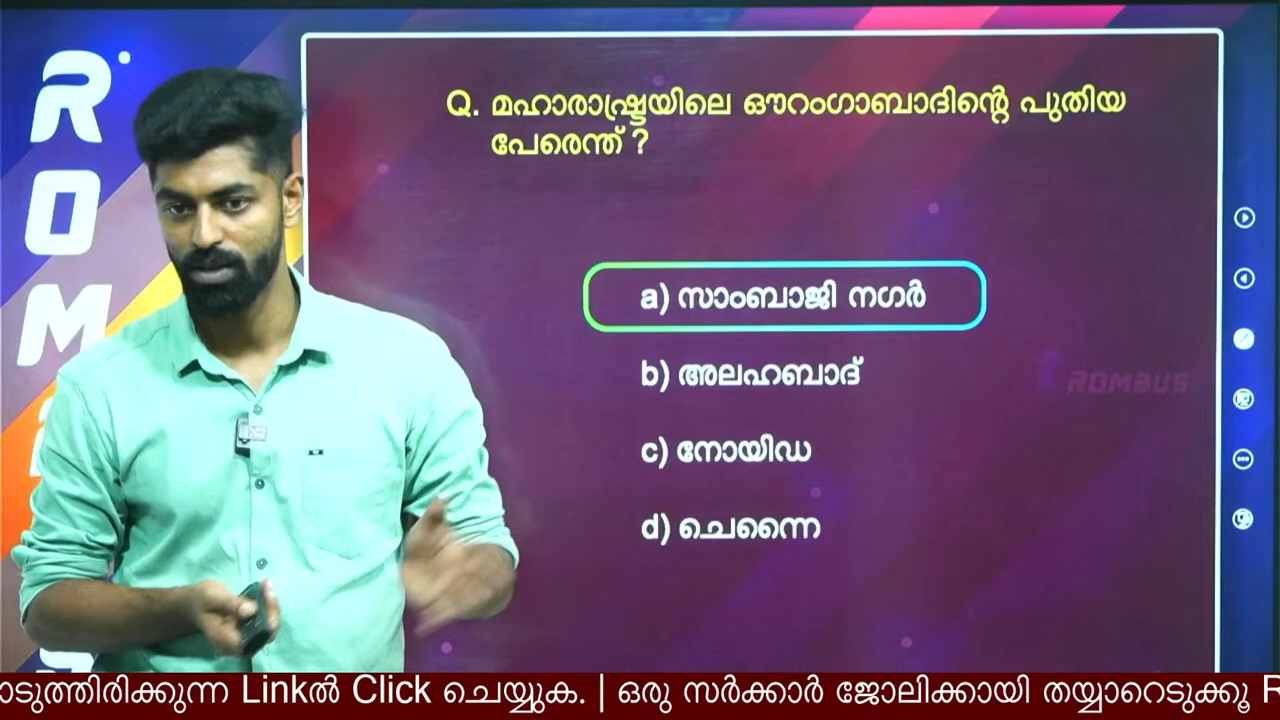 ROM
Q. മഹാരാഷ്ട്രയിലെ ഔറംഗാബാദിന്റെ പുതിയ
പേരെന്ത് ?
a) സാംബാജി നഗർ
b) അലഹബാദ്
ROMBUS
c) നോയിഡ
d) ചെന്നൈ
Linkൽ Click ചെയ്യുക. | ഒരു സർക്കാർ ജോലിക്കായി തയ്യാറെടുക്കൂ R